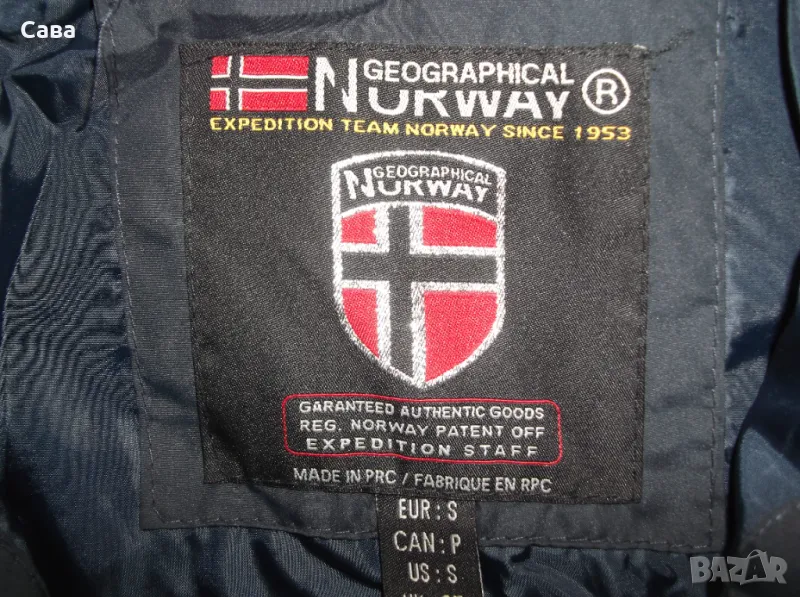 Сава
GEOGRAPHICAL
NORWAY ®
EXPEDITION TEAM NORWAY SINCE 1953
GEOGRAPHICAL
NORWAY
GARANTEED AUTHENTIC GOODS
REG. NORWAY PATENT OFF
EXPEDITION STAFF
MADE IN PRC / FABRIQUE EN RPC
EUR : S
CAN : P
US : S
BAZAR